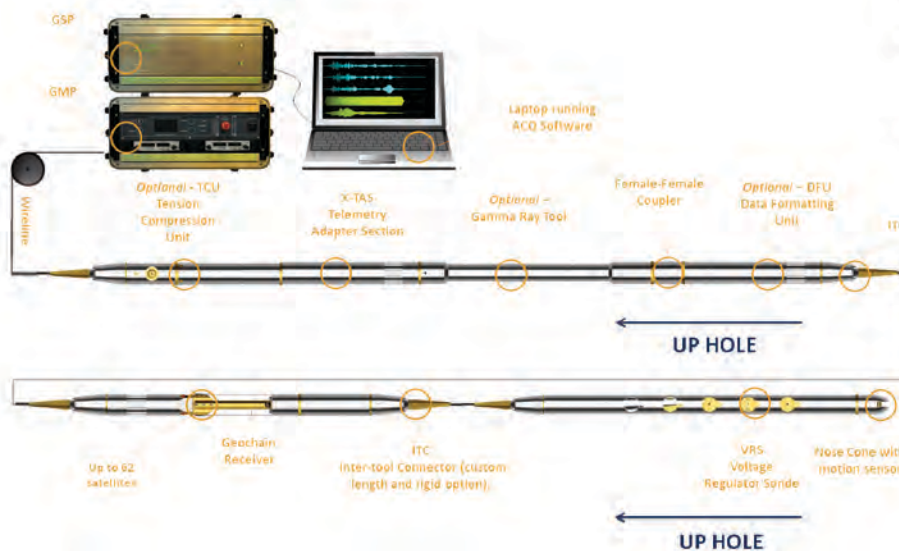 GSP
GMP
Laptop running
ACQ Software
Wireline
Optional - TCU
Tension
Compression
Unit
X-TAS
Telemetry
Adapter Section
Optional –
Gamma Ray Tool
Female-Female
Coupler
Optional – DFU
Data Formatting
Unit
UP HOLE
Up to 62
satellites
Geochain
Receiver
ITC
Inter-tool Connector (custom
length and rigid option).
VRS
Voltage
Regulator Sonde
Nose Cone with
motion sensor
UP HOLE